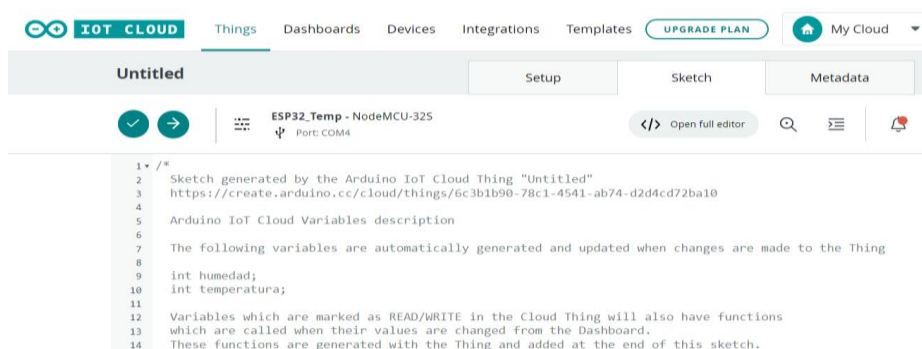 IOT CLOUD Things Dashboards Devices Integrations Templates UPGRADE PLAN My Cloud
Untitled Setup Sketch Metadata
ESP32_Temp - NodeMCU-32S
Port: COM4
</> Open full editor
1 /*
2 Sketch generated by the Arduino IoT Cloud Thing "Untitled"
3 https://create.arduino.cc/cloud/things/6c3b1b90-78c1-4541-ab74-d2d4cd72ba10
4
5 Arduino IoT Cloud Variables description
6
7 The following variables are automatically generated and updated when changes are made to the Thing
8
9 int humedad;
10 int temperatura;
11
12 Variables which are marked as READ/WRITE in the Cloud Thing will also have functions
13 which are called when their values are changed from the Dashboard.
14 These functions are generated with the Thing and added at the end of this sketch.